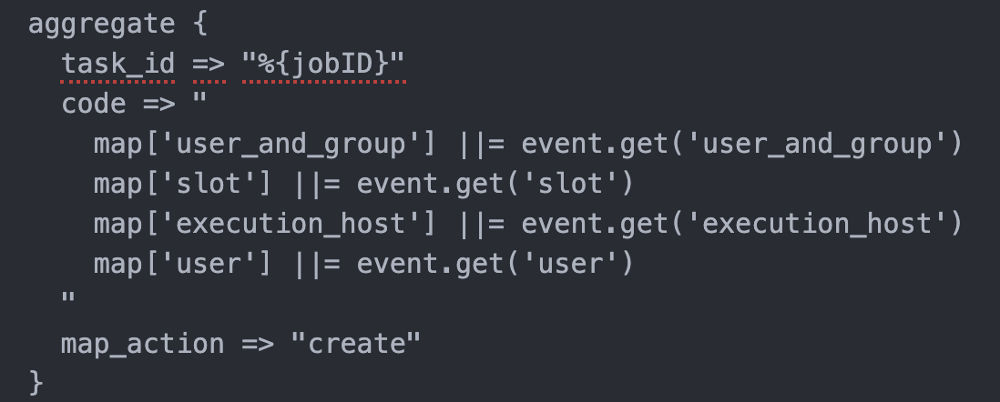 aggregate {
task_id => "%{jobID}"
code => "
map['user_and_group'] ||= event.get('user_and_group')
map['slot'] ||= event.get('slot')
map['execution_host'] ||= event.get('execution_host')
map['user'] ||= event.get('user')
"
map_action => "create"
}